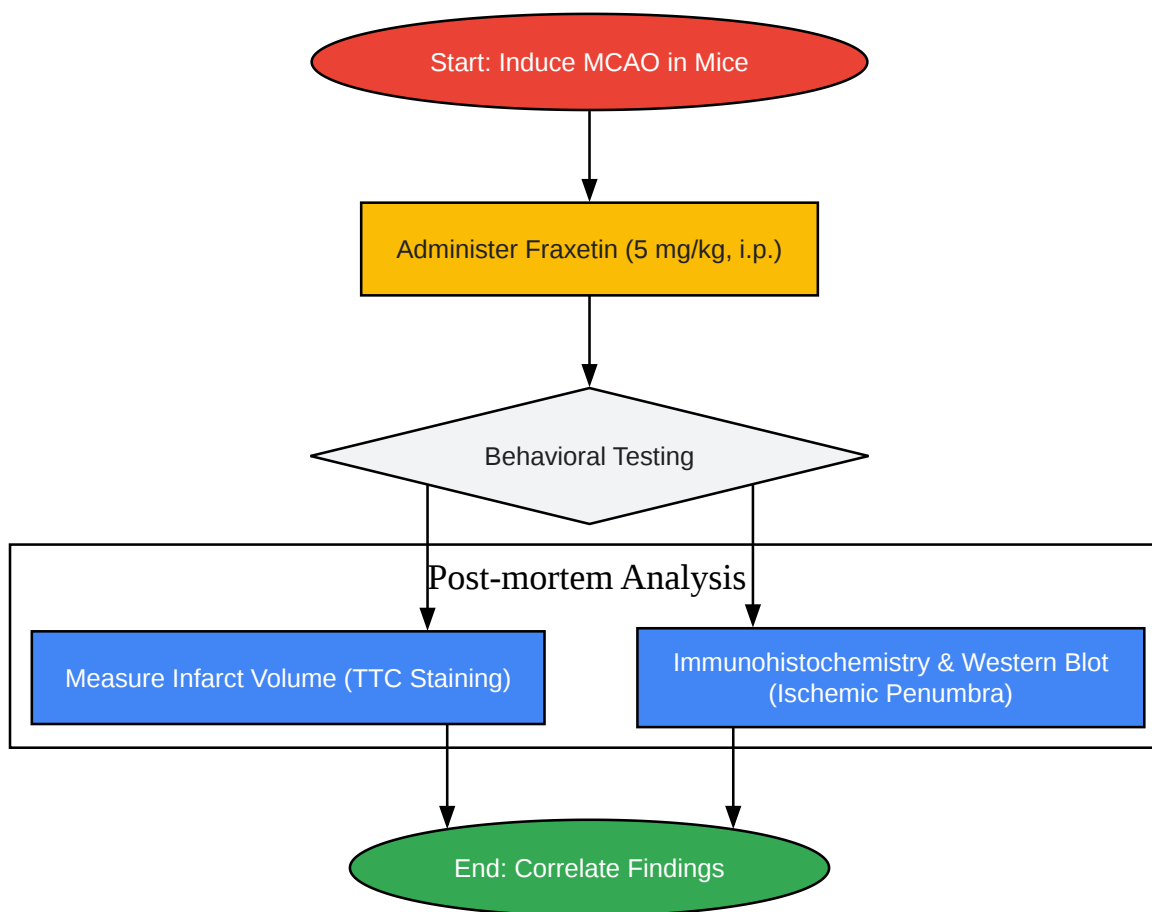 Start: Induce MCAO in Mice
Administer Fraxetin (5 mg/kg, i.p.)
Behavioral Testing
Post-mortem Analysis
Measure Infarct Volume (TTC Staining)
Immunohistochemistry & Western Blot
(Ischemic Penumbra)
End: Correlate Findings